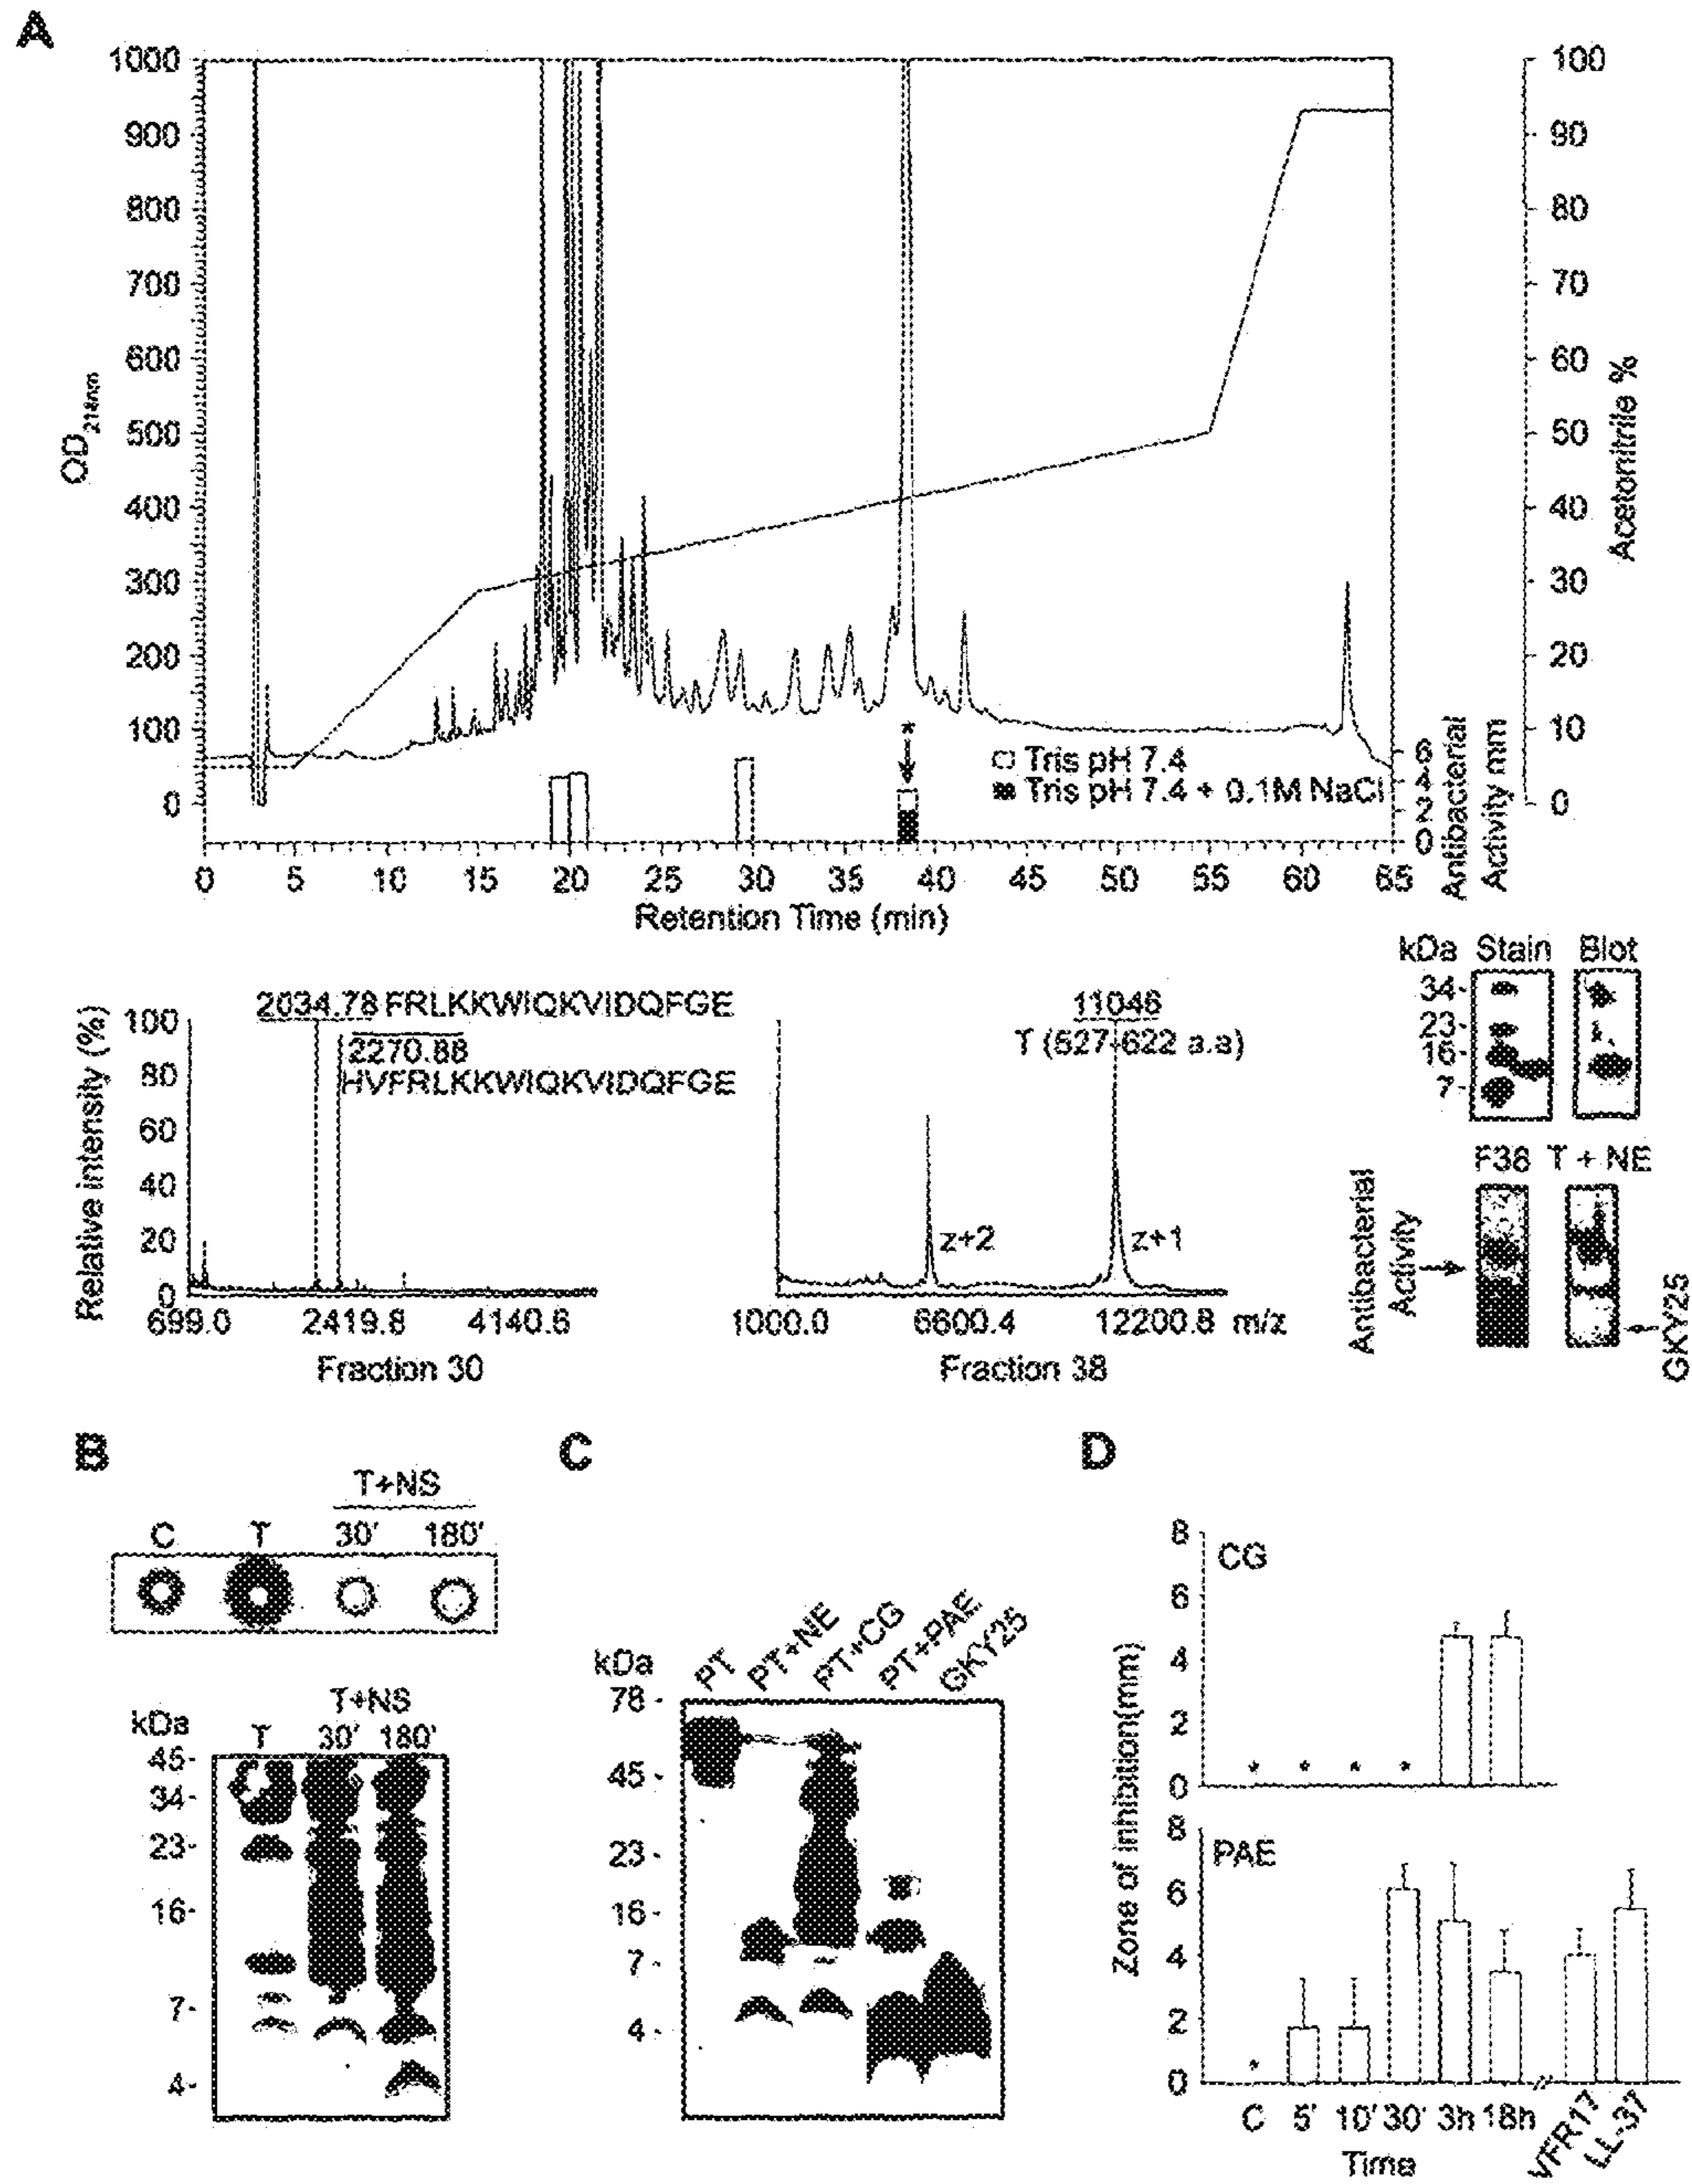 A
1000
900
800
700
600
500
400
300
200
100
0
OD214nm
100
90
80
70
60
50
40
30
20
10
0
Acetonitrile %
6
4
2
0
Antibacterial
Activity mm
*
Tris pH 7.4
Tris pH 7.4 + 0.1M NaCl
0 5 10 15 20 25 30 35 40 45 50 55 60 65
Retention Time (min)
Relative intensity (%)
100
80
60
40
20
0
2034.78 FRLKKWIQKVIDQFGE
2270.88
HVFRLKKWIQKVIDQFGE
699.0 2419.8 4140.6
Fraction 30
11046
T (527-622 a.a)
z+2
z+1
1000.0 6600.4 12200.8 m/z
Fraction 38
kDa Stain Blot
34-
23-
16-
7-
F38 T + NE
Antibacterial
Activity
GKY25
B
T+NS
C T 30' 180'
T+NS
kDa T 30' 180'
45-
34-
23-
16-
7-
4-
C
kDa PT PT+NE PT+CG PT+PAE GKY25
78 -
45 -
23 -
16 -
7 -
4 -
D
Zone of inhibition(mm)
8
6
4
2
0
CG
* * * *
8
6
4
2
0
PAE
*
C 5' 10' 30' 3h 18h VFR17 LL-37
Time